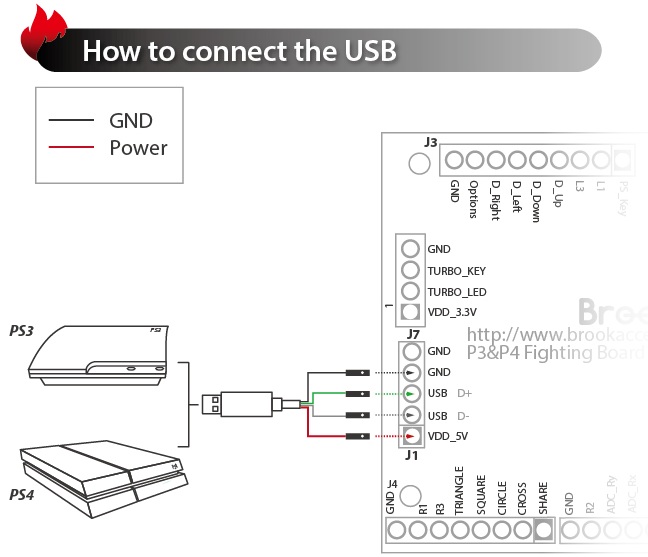 How to connect the USB
GND
Power
J3
GND
Options
D_Right
D_Left
D_Down
D_Up
L3
L1
PS_Key
GND
TURBO_KEY
TURBO_LED
VDD_3.3V
1
J7
Broo
http://www.brookacce
P3&P4 Fighting Board
GND
GND
USB D+
USB D-
VDD_5V
J1
PS3
PS4
J4
GND
R1
R3
TRIANGLE
SQUARE
CIRCLE
CROSS
SHARE
GND
R2
ADC_Ry
ADC_Rx